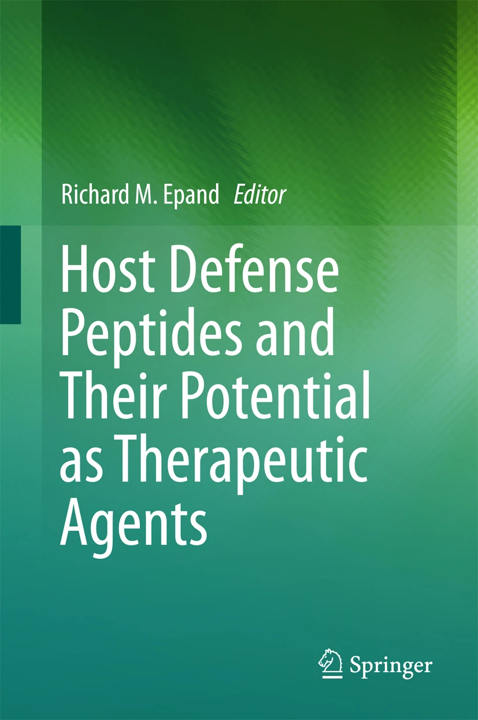 Richard M. Epand Editor
Host Defense
Peptides and
Their Potential
as Therapeutic
Agents
Springer